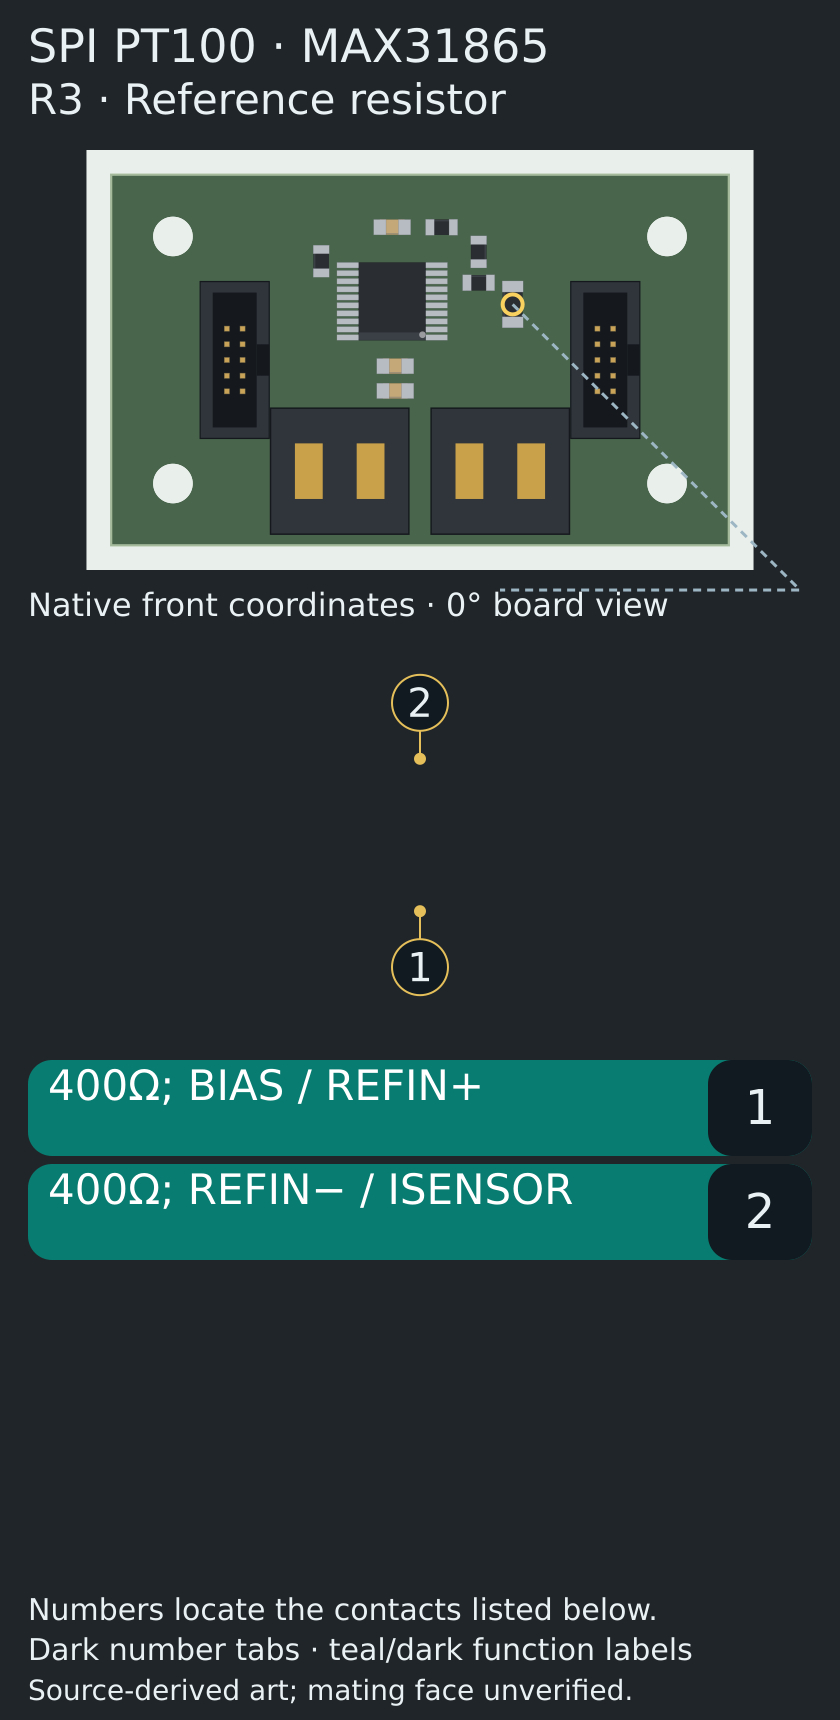 SPI PT100 · MAX31865
R3 · Reference resistor
Native front coordinates · 0° board view
2
1
400Ω; BIAS / REFIN+ 1
400Ω; REFIN− / ISENSOR 2
Numbers locate the contacts listed below.
Dark number tabs · teal/dark function labels
Source-derived art; mating face unverified.